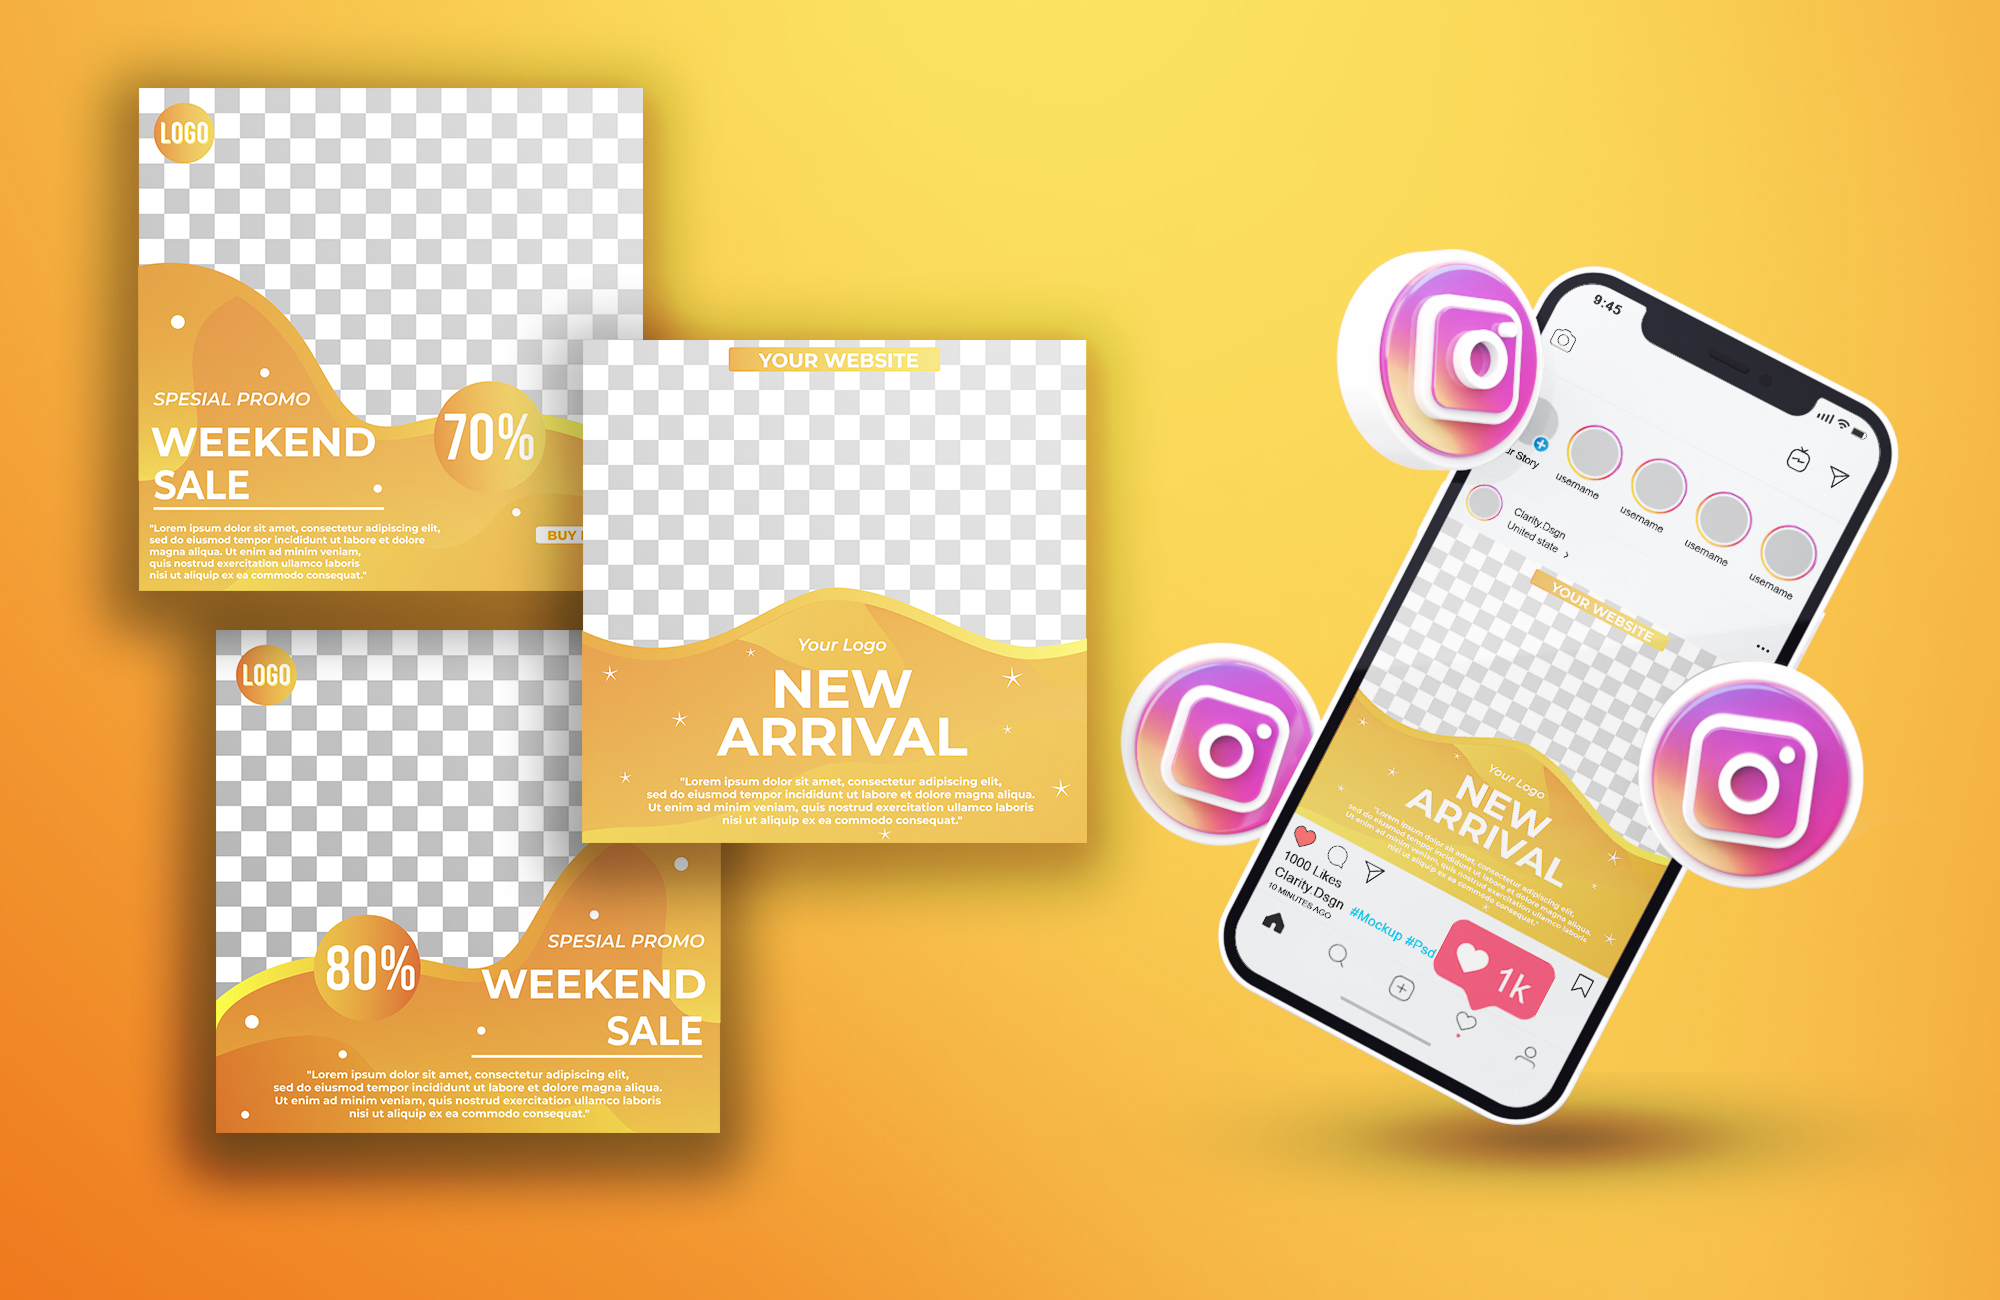 LOGO
SPESIAL PROMO
WEEKEND
SALE
70%
"Lorem ipsum dolor sit amet, consectetur adipiscing elit,
sed do eiusmod tempor incididunt ut labore et dolore
magna aliqua. Ut enim ad minim veniam,
quis nostrud exercitation ullamco laboris
nisi ut aliquip ex ea commodo consequat."
BUY
YOUR WEBSITE
Your Logo
NEW
ARRIVAL
"Lorem ipsum dolor sit amet, consectetur adipiscing elit,
sed do eiusmod tempor incididunt ut labore et dolore magna aliqua.
Ut enim ad minim veniam, quis nostrud exercitation ullamco laboris
nisi ut aliquip ex ea commodo consequat."
LOGO
80%
SPESIAL PROMO
WEEKEND
SALE
"Lorem ipsum dolor sit amet, consectetur adipiscing elit,
sed do eiusmod tempor incididunt ut labore et dolore magna aliqua.
Ut enim ad minim veniam, quis nostrud exercitation ullamco laboris
nisi ut aliquip ex ea commodo consequat."
9:45
ur Story
username
username
username
username
Clarity.Dsgn
United state
YOUR WEBSITE
Your Logo
NEW
ARRIVAL
"Lorem ipsum dolor sit amet, consectetur adipiscing elit,
sed do eiusmod tempor incididunt ut labore et dolore magna aliqua.
Ut enim ad minim veniam, quis nostrud exercitation ullamco laboris
nisi ut aliquip ex ea commodo consequat."
1000 Likes
Clarity.Dsgn #Mockup #Psd
10 MINUTES AGO
1k